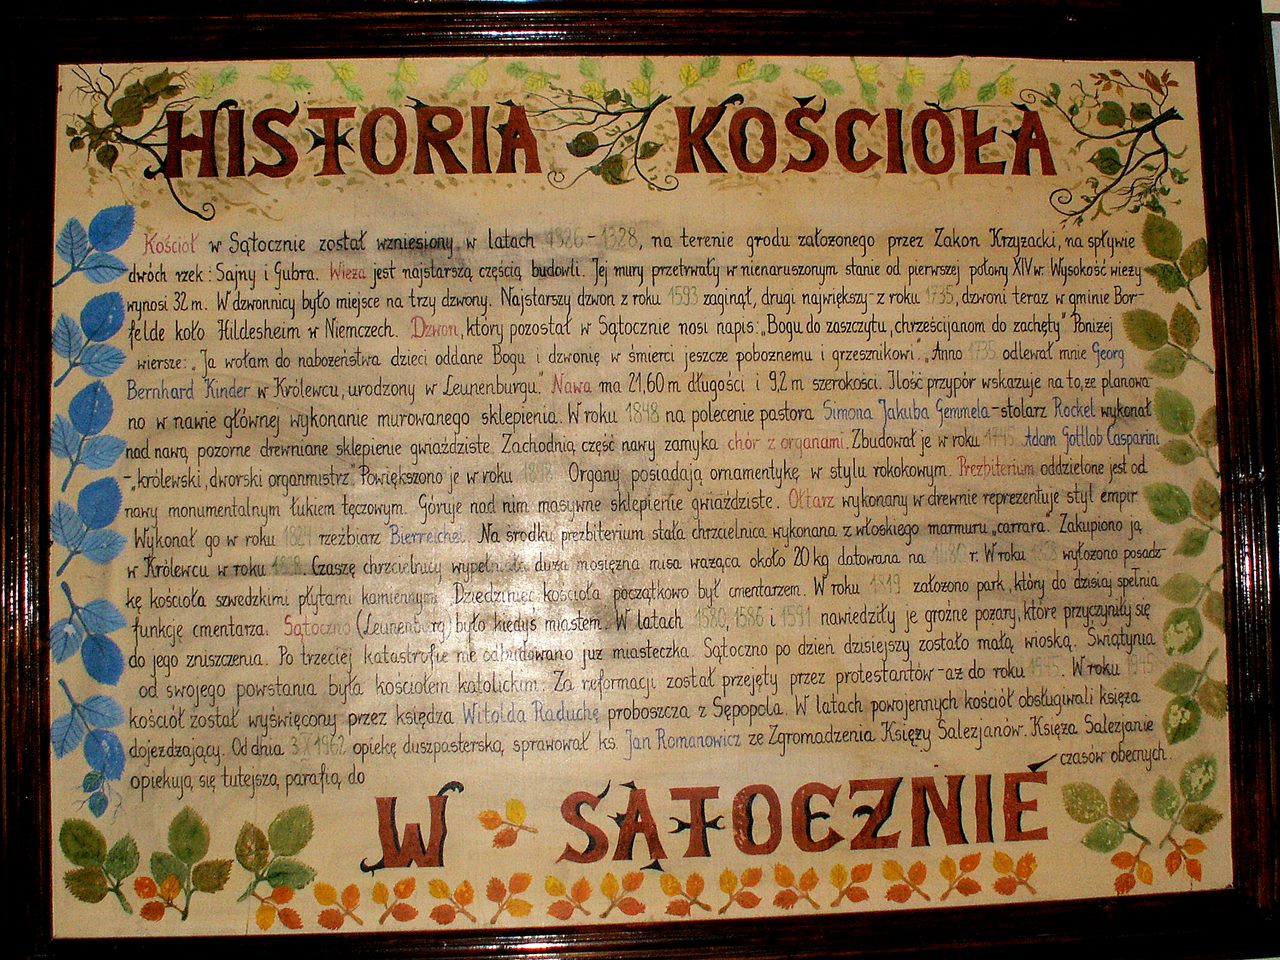 HISTORIA KOŚCIOŁA
Kościół w Sątocznie został wzniesiony w latach 1326-1328, na terenie grodu założonego przez Zakon Krzyżacki, na spływie
dwóch rzek: Sajny i Gubra. Wieża jest najstarszą częścią budowli. Jej mury przetrwały w nienaruszonym stanie od pierwszej połowy XIV w. Wysokość wieży
wynosi 32 m. W dzwonnicy było miejsce na trzy dzwony. Najstarszy dzwon z roku 1593 zaginął, drugi największy - z roku 1735, dzwoni teraz w gminie Bor-
felde koło Hildesheim w Niemczech. Dzwon, który pozostał w Sątocznie nosi napis: „Bogu do zaszczytu, chrześcijanom do zachęty" Poniżej
wiersze: „Ja wołam do nabożeństwa dzieci oddane Bogu i dzwonię w śmierci jeszcze pobożnemu i grzesznikowi." „Anno 1735 odlewał mnie Georg
Bernhard Kinder w Królewcu, urodzony w Leunenburgu." Nawa ma 21,60 m długości i 9,2 m szerokości. Ilość przypór wskazuje na to, że planowa-
no w nawie głównej wykonanie murowanego sklepienia. W roku 1848 na polecenie pastora Simona Jakuba Gemmela - stolarz Rockel wykonał
nad nawą pozorne drewniane sklepienie gwiaździste. Zachodnią część nawy zamyka chór z organami. Zbudował je w roku 1745 Adam Gottlob Casparini
- „królewski, dworski organmistrz" Powiększono je w roku 1898 Organy posiadają ornamentykę w stylu rokokowym. Prezbiterium oddzielone jest od
nawy monumentalnym łukiem tęczowym. Góruje nad nim masywne sklepienie gwiaździste. Ołtarz wykonany w drewnie reprezentuje styl empir.
Wykonał go w roku 1824 rzeźbiarz Bierreichel. Na środku prezbiterium stała chrzcielnica wykonana z włoskiego marmuru „carrara". Zakupiono ją
w Królewcu w roku. Czaszę chrzcielnicy wypełniała duża mosiężna misa ważąca około 20 kg datowana na r. W roku wyłożono posadz-
kę kościoła szwedzkimi płytami kamiennymi. Dziedziniec kościoła początkowo był cmentarzem. W roku 1819 założono park, który do dzisiaj spełnia
funkcję cmentarza. Sątoczno (Leunenburg) było kiedyś miastem. W latach 1580, 1586 i 1591 nawiedziły je groźne pożary, które przyczyniły się
do jego zniszczenia. Po trzeciej katastrofie nie odbudowano już miasteczka. Sątoczno po dzień dzisiejszy zostało małą wioską. Świątynia
od swojego powstania była kościołem katolickim. Za reformacji został przejęty przez protestantów - aż do roku 1945. W roku 1945
kościół został wyświęcony przez księdza Witolda Raduchę proboszcza z Sępopola. W latach powojennych kościół obsługiwali księża
dojeżdżający. Od dnia 3 X 1962 opiekę duszpasterską, sprawował ks. Jan Romanowicz ze Zgromadzenia Księży Salezjanów. Księża Salezjanie
opiekują się tutejszą parafią do czasów obecnych.
W SĄTOCZNIE